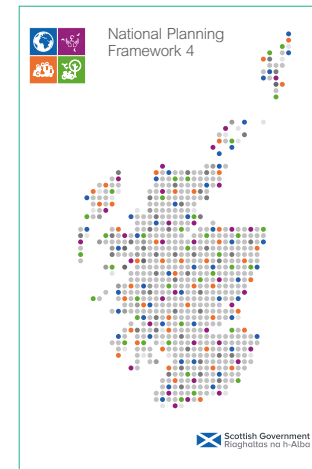 National Planning
Framework 4
Scottish Government
Riaghaltas na h-Alba